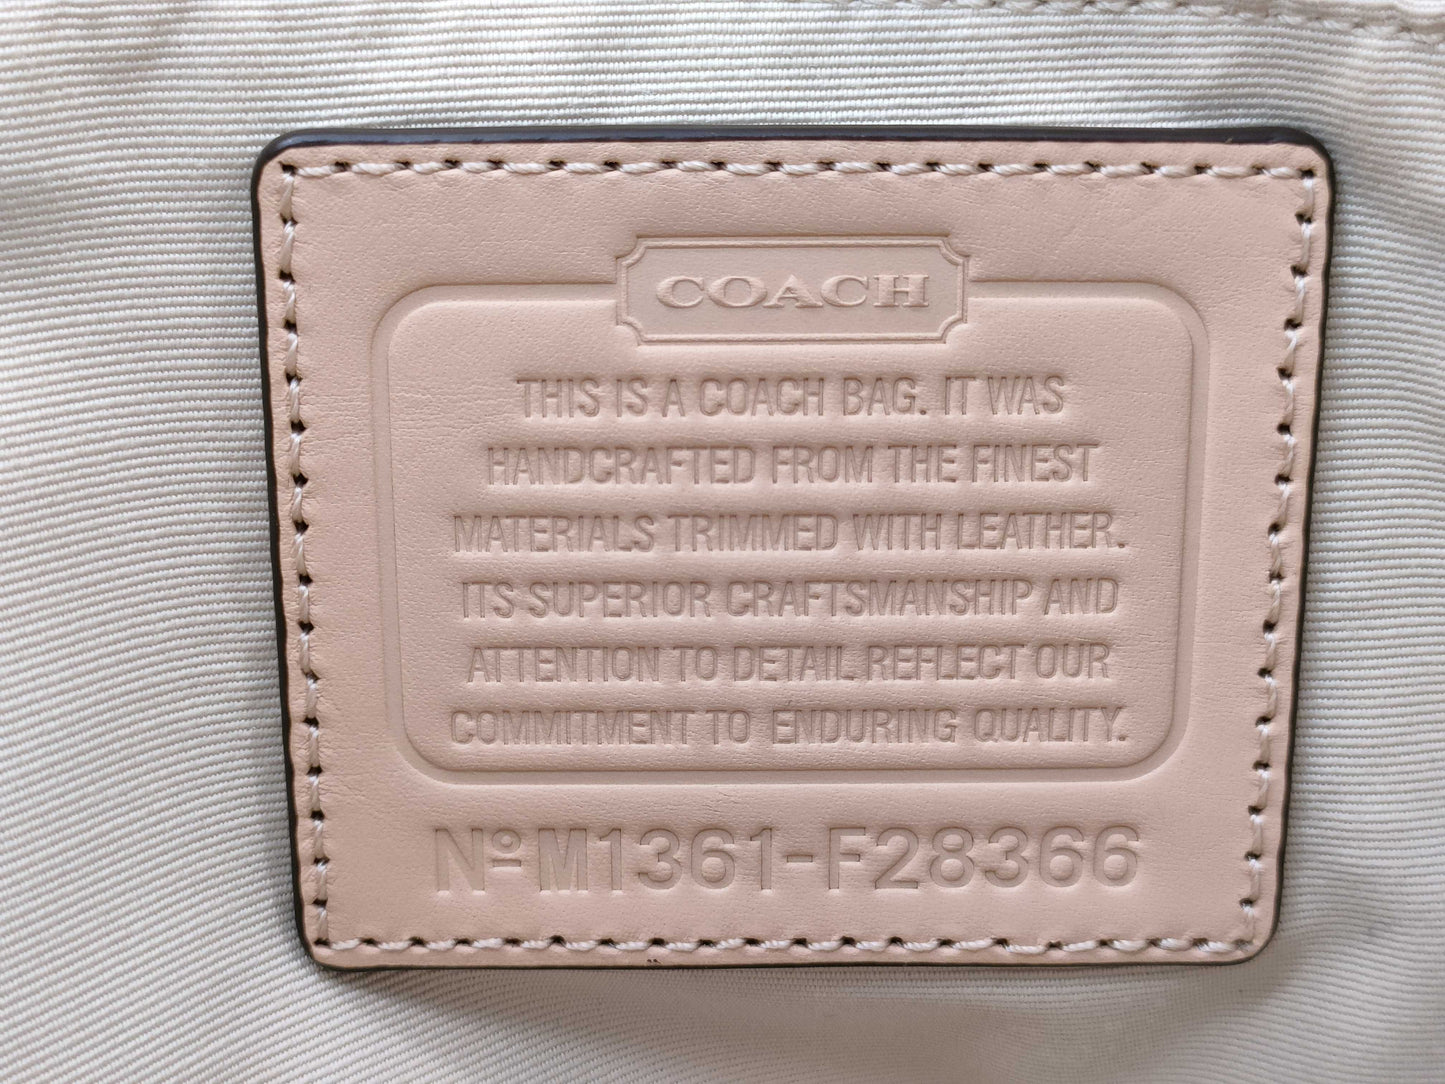 COACH
THIS IS A COACH BAG. IT WAS
HANDCRAFTED FROM THE FINEST
MATERIALS TRIMMED WITH LEATHER.
ITS SUPERIOR CRAFTSMANSHIP AND
ATTENTION TO DETAIL REFLECT OUR
COMMITMENT TO ENDURING QUALITY.
Nº M1361-F28366